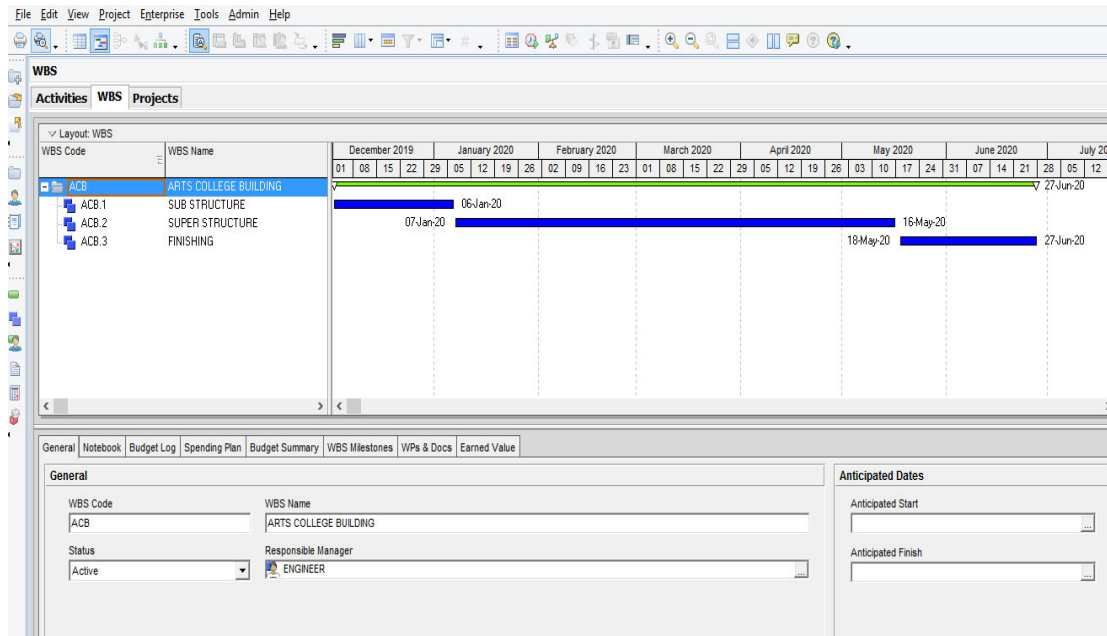 File Edit View Project Enterprise Tools Admin Help
WBS
Activities WBS Projects
Layout: WBS
WBS Code WBS Name December 2019 January 2020 February 2020 March 2020 April 2020 May 2020 June 2020 July 20
01 08 15 22 29 05 12 19 26 02 09 16 23 01 08 15 22 29 05 12 19 26 03 10 17 24 31 07 14 21 28 05 12
ACB ARTS COLLEGE BUILDING 27-Jun-20
ACB.1 SUB STRUCTURE 06-Jan-20
ACB.2 SUPER STRUCTURE 07-Jan-20 16-May-20
ACB.3 FINISHING 18-May-20 27-Jun-20
General Notebook Budget Log Spending Plan Budget Summary WBS Milestones WPs & Docs Earned Value
General Anticipated Dates
WBS Code WBS Name Anticipated Start
ACB ARTS COLLEGE BUILDING
Status Responsible Manager Anticipated Finish
Active ENGINEER